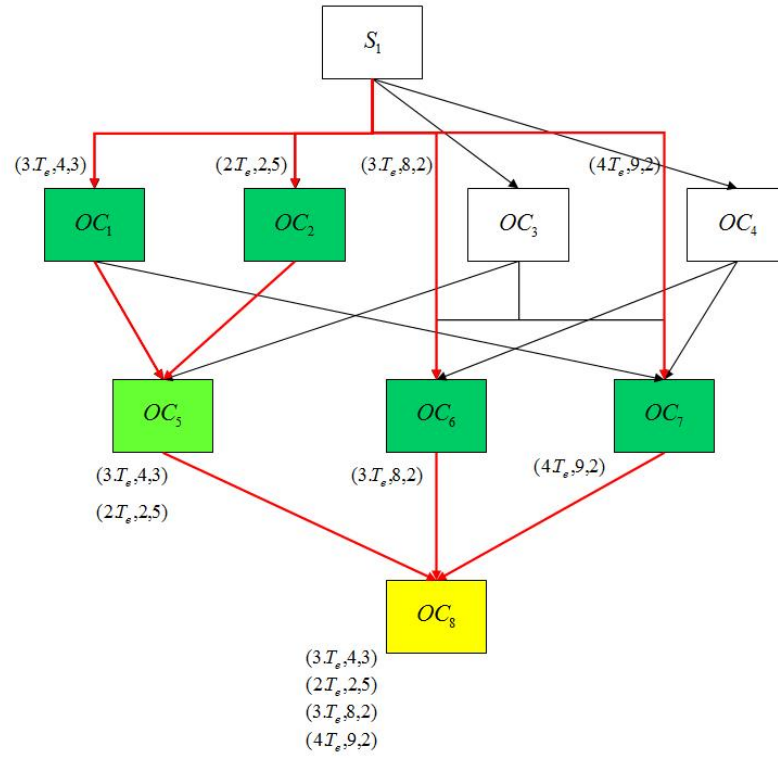 S₁
(3.Tₑ,4,3)
(2.Tₑ,2,5)
(3.Tₑ,8,2)
(4.Tₑ,9,2)
OC₁
OC₂
OC₃
OC₄
OC₅
OC₆
OC₇
(3.Tₑ,4,3)
(2.Tₑ,2,5)
(3.Tₑ,8,2)
(4.Tₑ,9,2)
OC₈
(3.Tₑ,4,3)
(2.Tₑ,2,5)
(3.Tₑ,8,2)
(4.Tₑ,9,2)